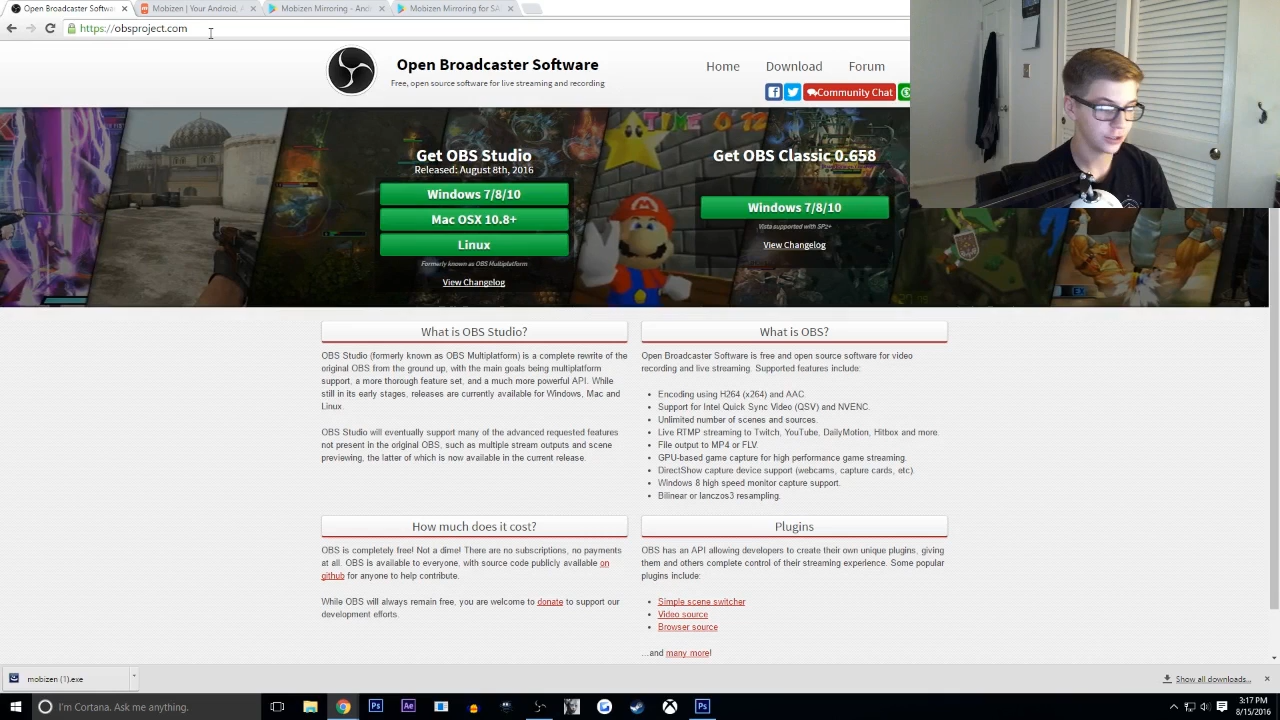 Open Broadcaster Softwar
Mobizen | Your Android, A
Mobizen Mirroring - And
Mobizen Mirroring for SA
https://obsproject.com
Open Broadcaster Software
Free, open source software for live streaming and recording
Home
Download
Forum
Community Chat
TIME
Get OBS Studio
Released: August 8th, 2016
Windows 7/8/10
Mac OSX 10.8+
Linux
Formerly known as OBS Multiplatform
View Changelog
Get OBS Classic 0.658
Windows 7/8/10
Vista supported with SP2+
View Changelog
What is OBS Studio?
OBS Studio (formerly known as OBS Multiplatform) is a complete rewrite of the
original OBS from the ground up, with the main goals being multiplatform
support, a more thorough feature set, and a much more powerful API. While
still in its early stages, releases are currently available for Windows, Mac and
Linux.
OBS Studio will eventually support many of the advanced requested features
not present in the original OBS, such as multiple stream outputs and scene
previewing, the latter of which is now available in the current release.
What is OBS?
Open Broadcaster Software is free and open source software for video
recording and live streaming. Supported features include:
• Encoding using H264 (x264) and AAC.
• Support for Intel Quick Sync Video (QSV) and NVENC.
• Unlimited number of scenes and sources.
• Live RTMP streaming to Twitch, YouTube, DailyMotion, Hitbox and more.
• File output to MP4 or FLV.
• GPU-based game capture for high performance game streaming.
• DirectShow capture device support (webcams, capture cards, etc).
• Windows 8 high speed monitor capture support.
• Bilinear or lanczos3 resampling.
How much does it cost?
OBS is completely free! Not a dime! There are no subscriptions, no payments
at all. OBS is available to everyone, with source code publicly available on
github for anyone to help contribute.
While OBS will always remain free, you are welcome to donate to support our
development efforts.
Plugins
OBS has an API allowing developers to create their own unique plugins, giving
them and others complete control of their streaming experience. Some popular
plugins include:
• Simple scene switcher
• Video source
• Browser source
...and many more!
mobizen (1).exe
Show all downloads...
I'm Cortana. Ask me anything.
Ps
Ae
Ps
3:17 PM
8/15/2016